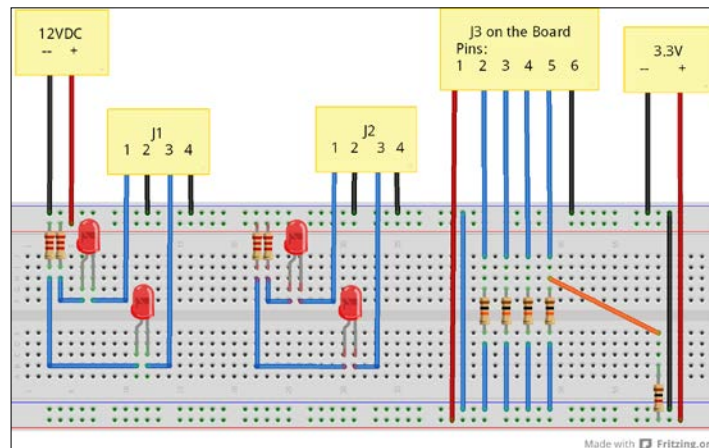 12VDC
-- +
J1
1 2 3 4
J2
1 2 3 4
J3 on the Board
Pins:
1 2 3 4 5 6
3.3V
-- +
Made with Fritzing.or